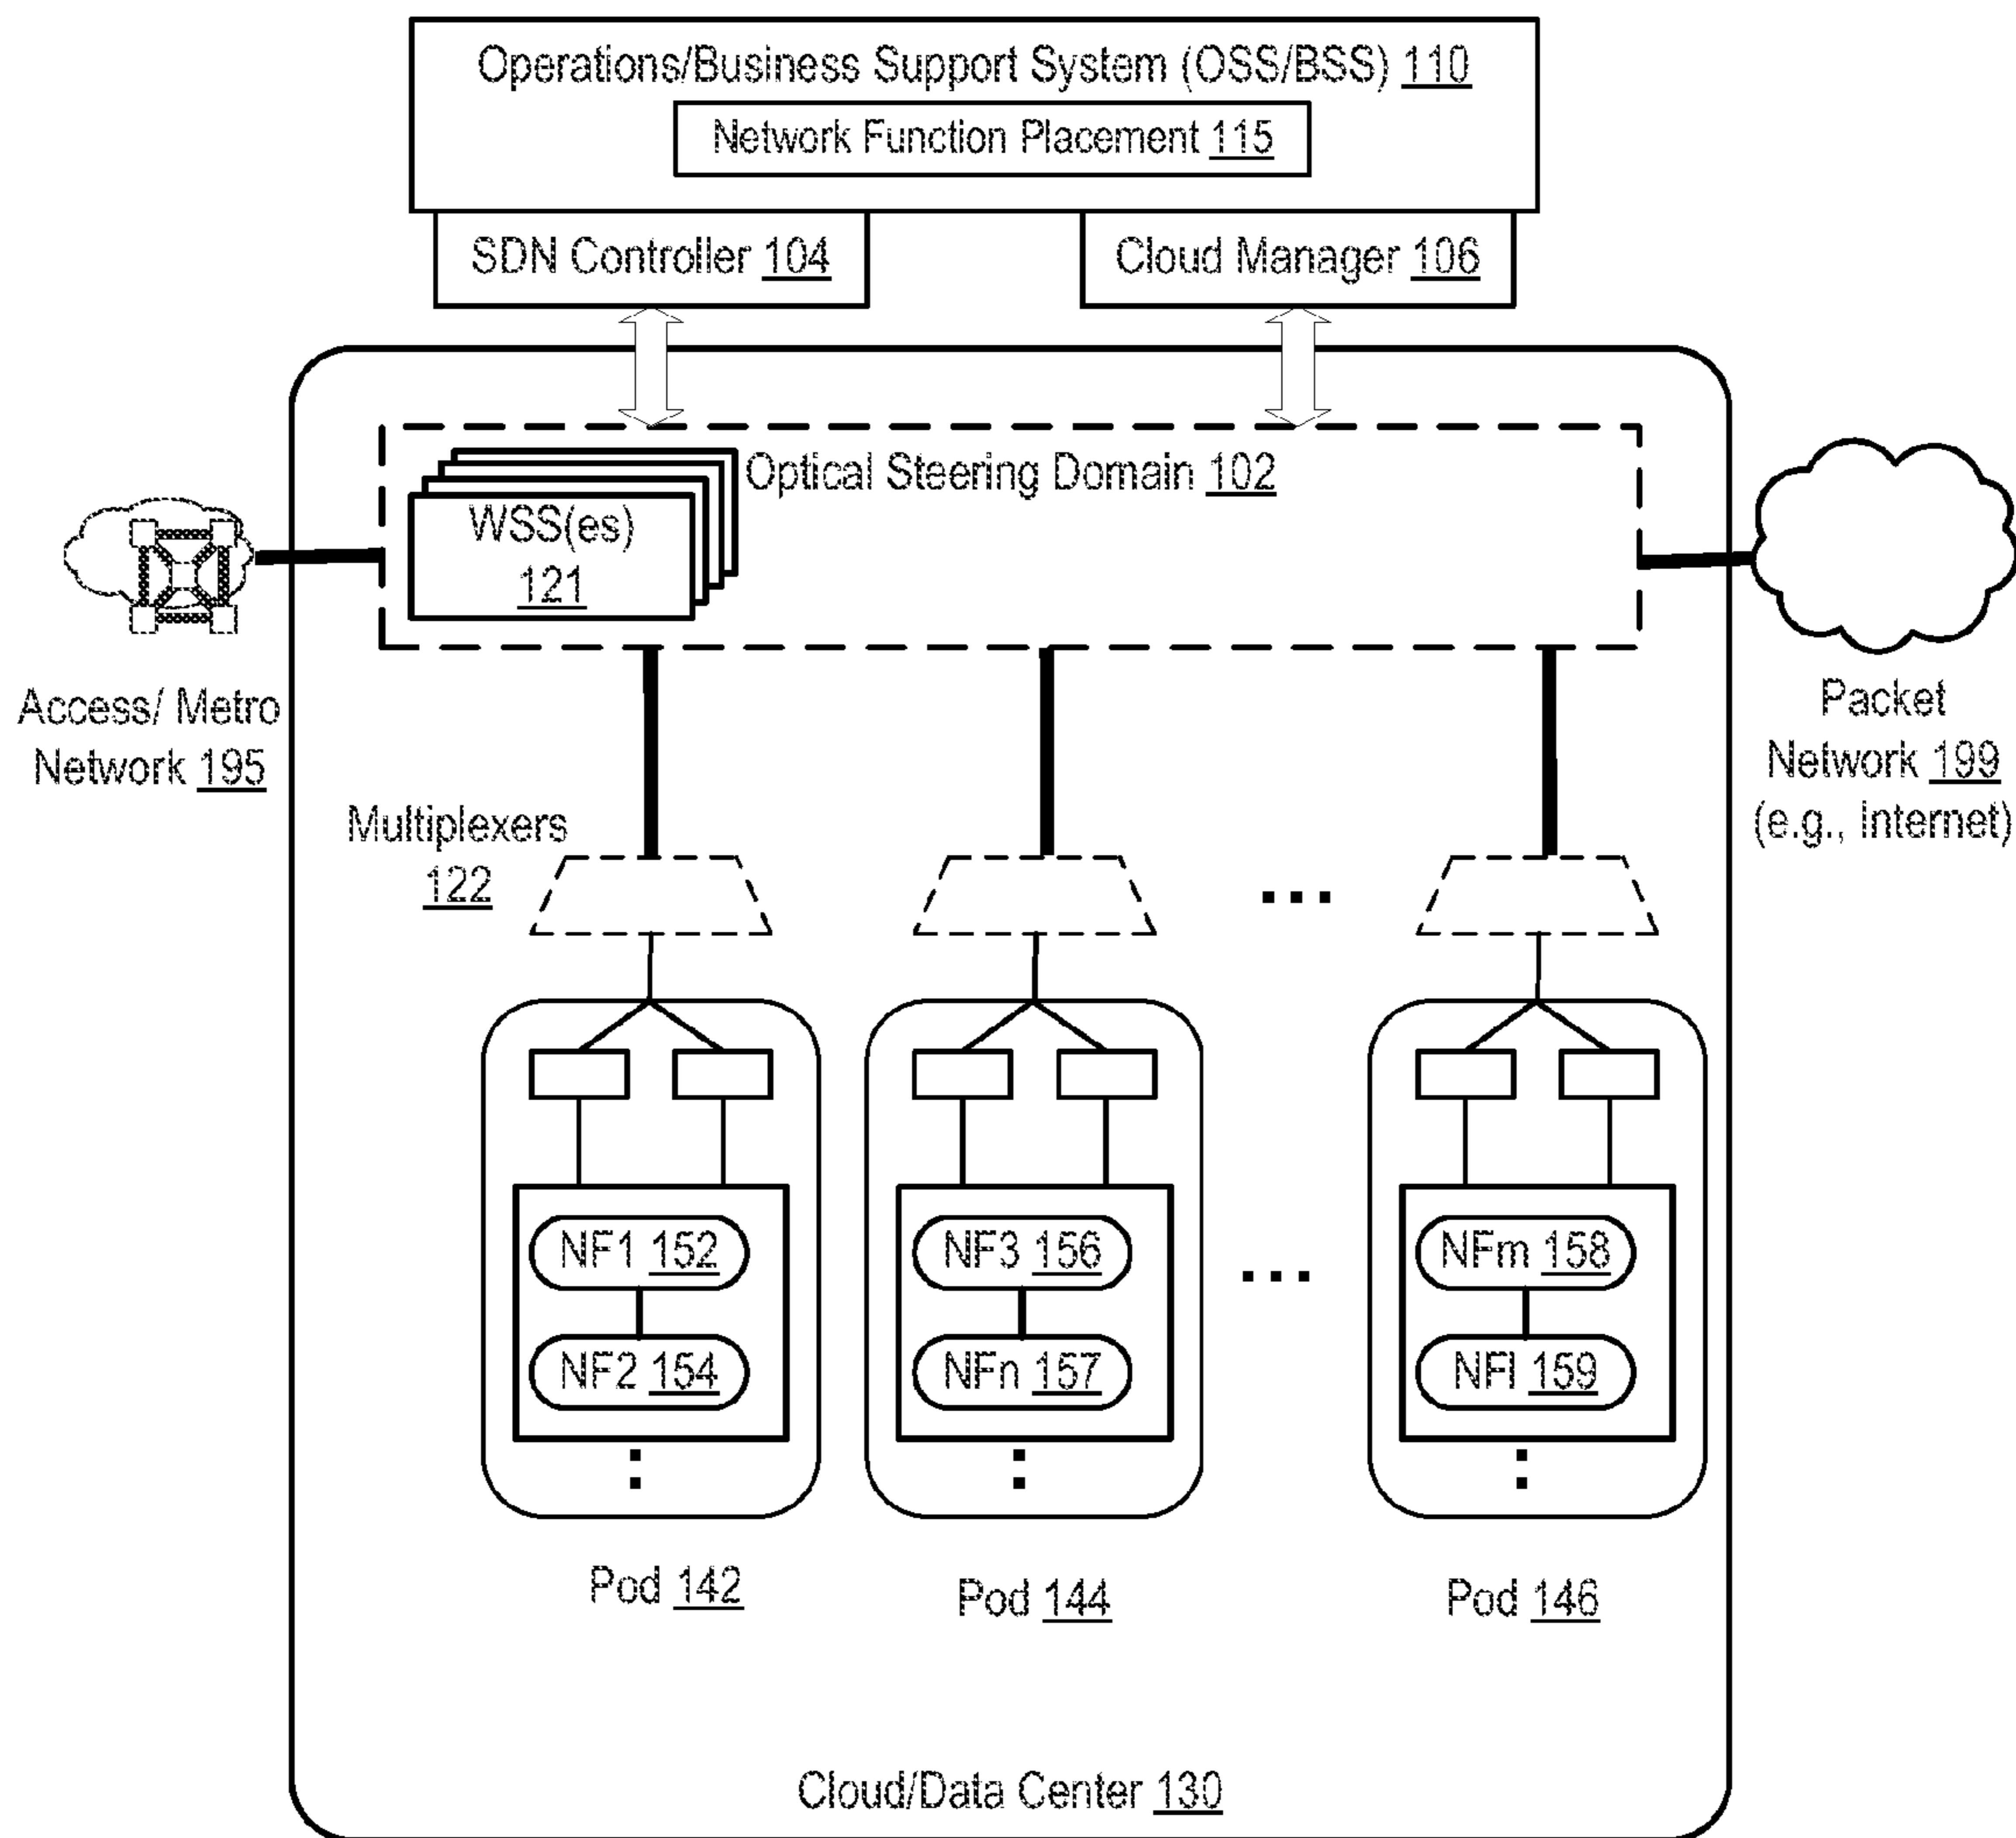 Operations/Business Support System (OSS/BSS) 110
Network Function Placement 115
SDN Controller 104
Cloud Manager 106
Optical Steering Domain 102
WSS(es)
121
Access/ Metro
Network 195
Packet
Network 199
(e.g., internet)
Multiplexers
122
...
NF1 152
NF3 156
NFm 158
...
NF2 154
NFn 157
NFl 159
Pod 142
Pod 144
Pod 146
Cloud/Data Center 130